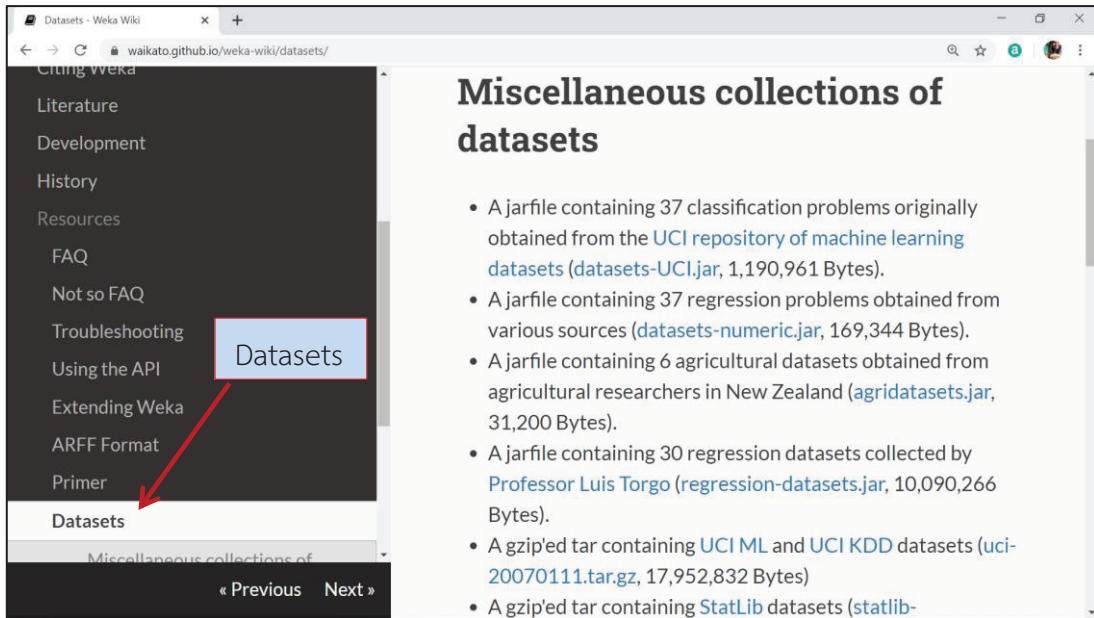 Datasets - Weka Wiki
waikato.github.io/weka-wiki/datasets/
Citing Weka
Literature
Development
History
Resources
FAQ
Not so FAQ
Troubleshooting
Using the API
Extending Weka
ARFF Format
Primer
Datasets
Miscellaneous collections of
« Previous Next »
Datasets
Miscellaneous collections of
datasets
• A jarfile containing 37 classification problems originally
obtained from the UCI repository of machine learning
datasets (datasets-UCI.jar, 1,190,961 Bytes).
• A jarfile containing 37 regression problems obtained from
various sources (datasets-numeric.jar, 169,344 Bytes).
• A jarfile containing 6 agricultural datasets obtained from
agricultural researchers in New Zealand (agridatasets.jar,
31,200 Bytes).
• A jarfile containing 30 regression datasets collected by
Professor Luis Torgo (regression-datasets.jar, 10,090,266
Bytes).
• A gzip'ed tar containing UCI ML and UCI KDD datasets (uci-
20070111.tar.gz, 17,952,832 Bytes)
• A gzip'ed tar containing StatLib datasets (statlib-